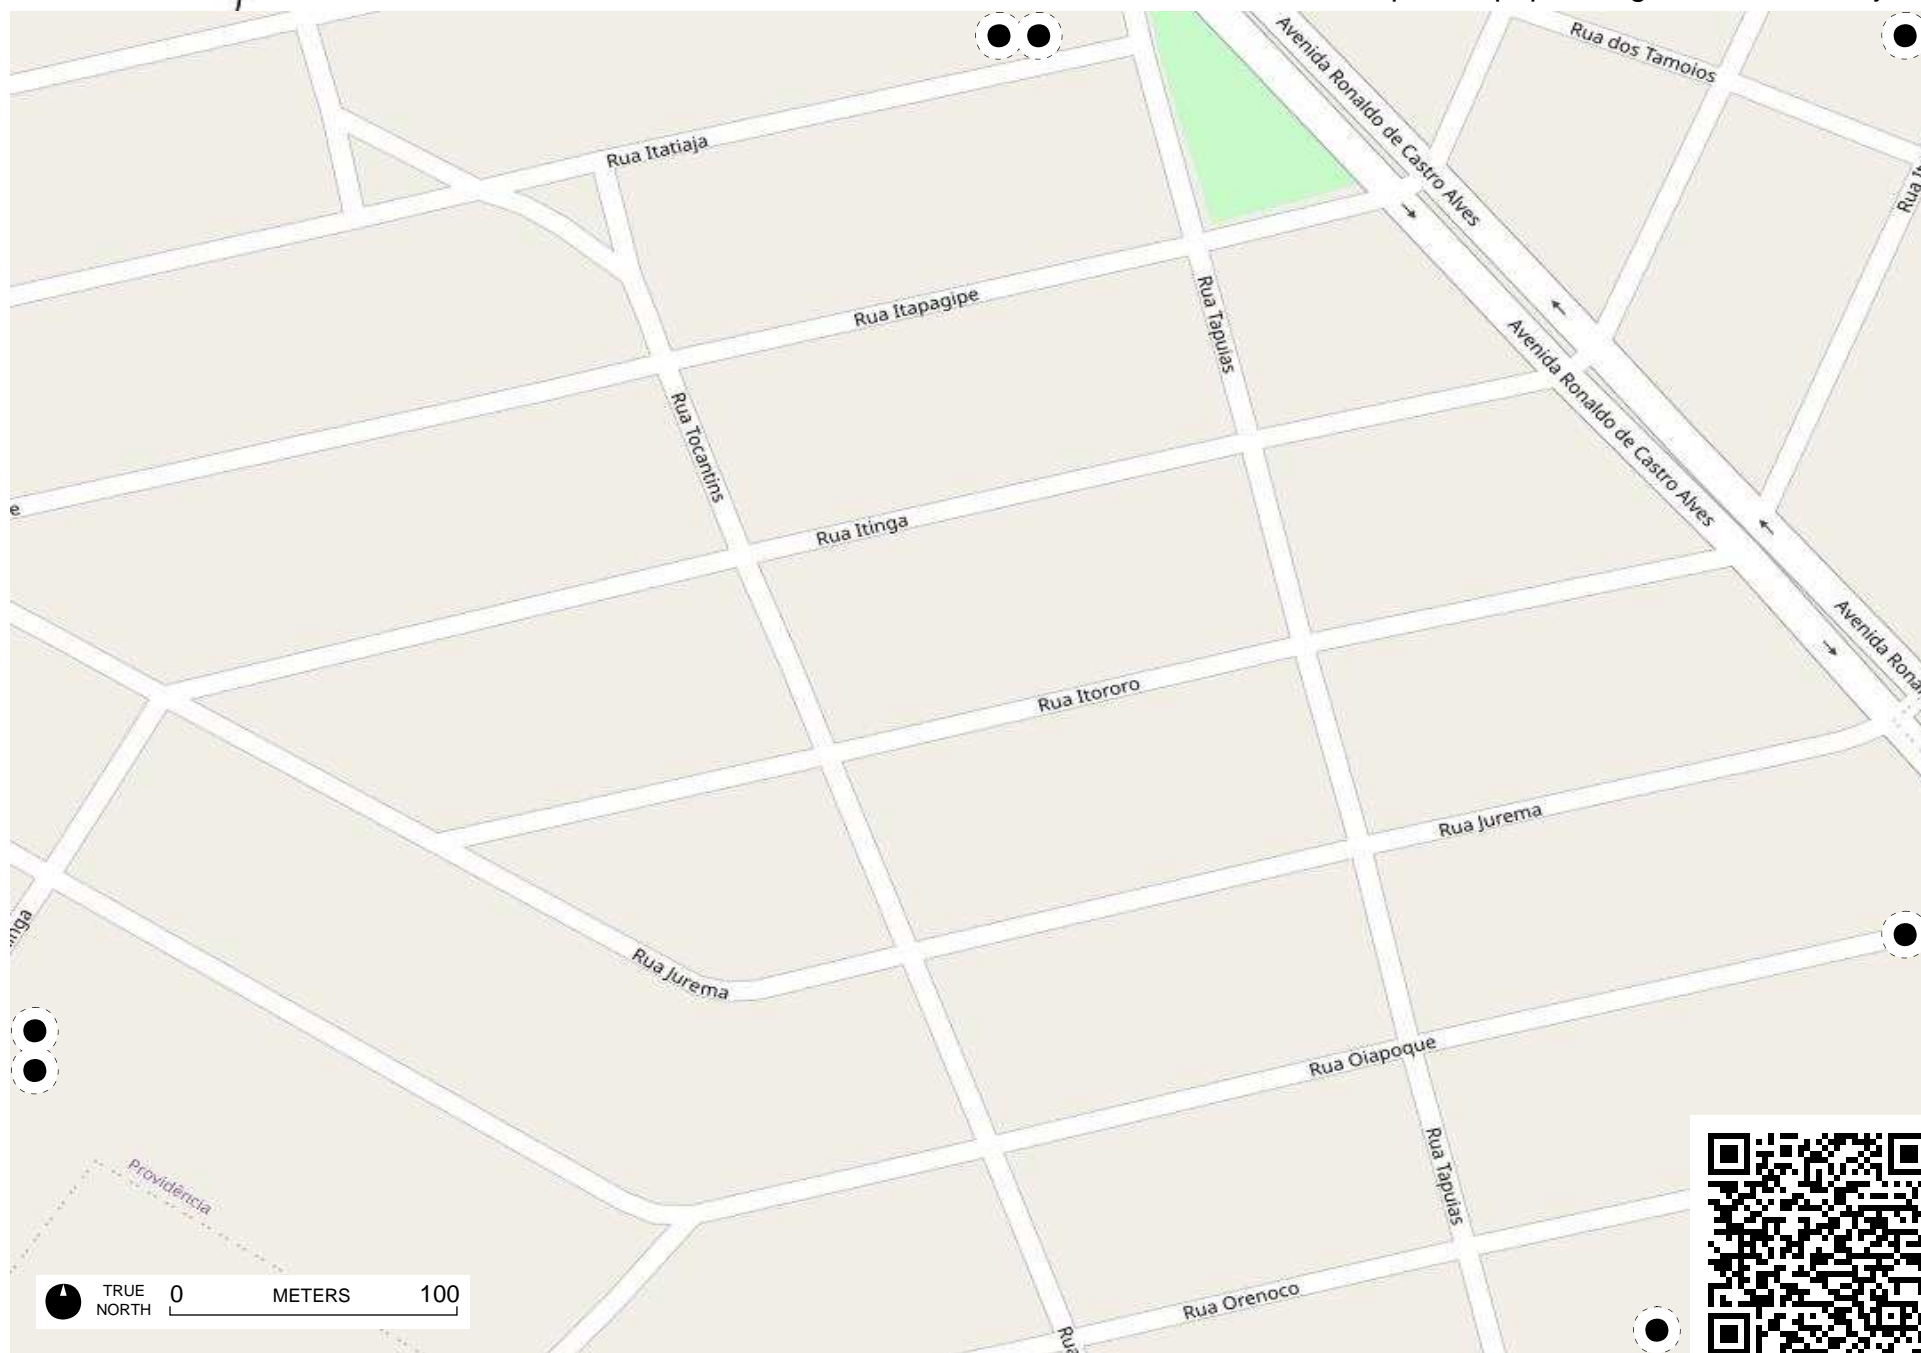 Avenida Ronaldo de Castro Alves
Rua dos Tamoios
Rua Itatiaja
Rua Itapagipe
Rua Tapuias
Avenida Ronaldo de Castro Alves
Rua Tocantins
e
Rua Itinga
Avenida Rona
Rua Itororo
Rua Jurema
nga
Rua Jurema
Rua Oiapoque
Rua Tapuias
Providência
Rua Orenoco
Rua
TRUE NORTH
0 METERS 100